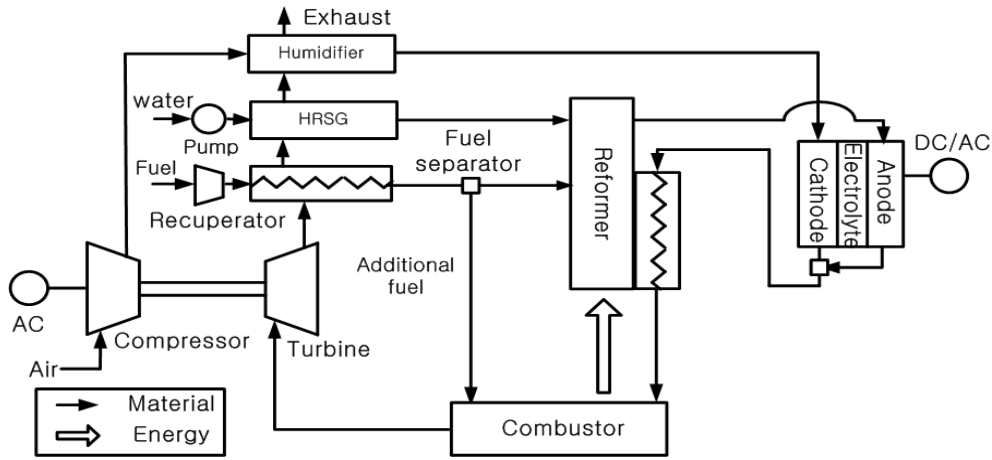 Exhaust
Humidifier
water
HRSG
Pump
Fuel
separator
Fuel
Recuperator
Reformer
Cathode
Electrolyte
Anode
DC/AC
Additional
fuel
AC
Compressor
Turbine
Air
Material
Energy
Combustor